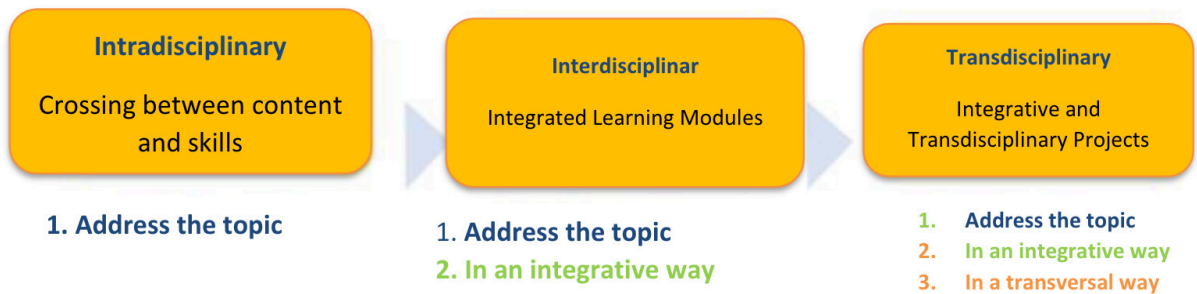 Intradisciplinary
Crossing between content
and skills
1. Address the topic
Interdisciplinar
Integrated Learning Modules
1. Address the topic
2. In an integrative way
Transdisciplinary
Integrative and
Transdisciplinary Projects
1. Address the topic
2. In an integrative way
3. In a transversal way